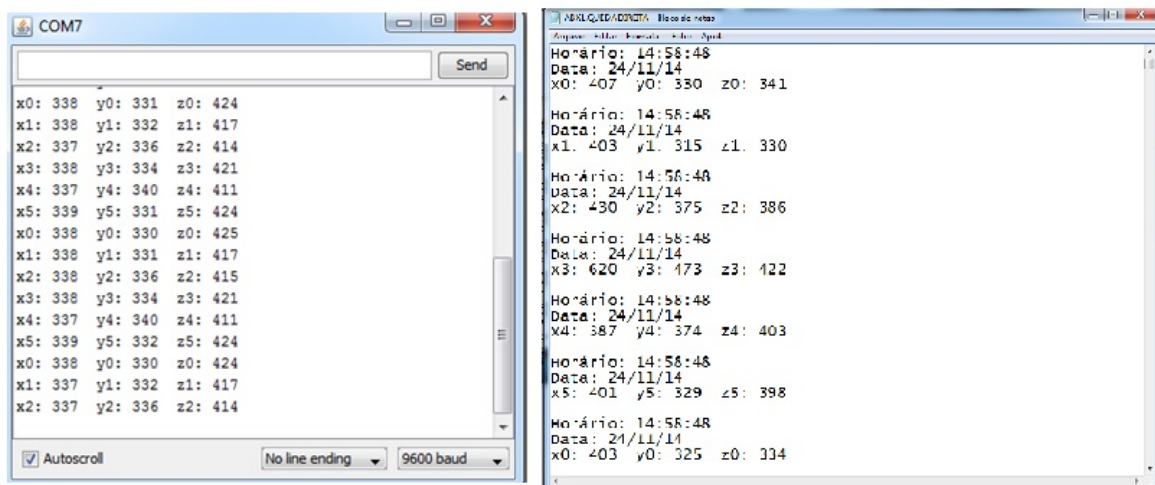 COM7
Send
x0: 338 y0: 331 z0: 424
x1: 338 y1: 332 z1: 417
x2: 337 y2: 336 z2: 414
x3: 338 y3: 334 z3: 421
x4: 337 y4: 340 z4: 411
x5: 339 y5: 331 z5: 424
x0: 338 y0: 330 z0: 425
x1: 338 y1: 331 z1: 417
x2: 338 y2: 336 z2: 415
x3: 338 y3: 334 z3: 421
x4: 337 y4: 340 z4: 411
x5: 339 y5: 332 z5: 424
x0: 338 y0: 330 z0: 424
x1: 337 y1: 332 z1: 417
x2: 337 y2: 336 z2: 414
Autoscroll
No line ending
9600 baud
Bloco de notas
Arquivo Editar Formatar Exibir Ajuda
Horário: 14:58:48
Data: 24/11/14
x0: 407 y0: 330 z0: 341
Horário: 14:58:48
Data: 24/11/14
x1: 403 y1: 315 z1: 330
Horário: 14:58:48
Data: 24/11/14
x2: 430 y2: 375 z2: 386
Horário: 14:58:48
Data: 24/11/14
x3: 620 y3: 473 z3: 422
Horário: 14:58:48
Data: 24/11/14
x4: 387 y4: 374 z4: 403
Horário: 14:58:48
Data: 24/11/14
x5: 401 y5: 329 z5: 398
Horário: 14:58:48
Data: 24/11/14
x0: 403 y0: 325 z0: 334